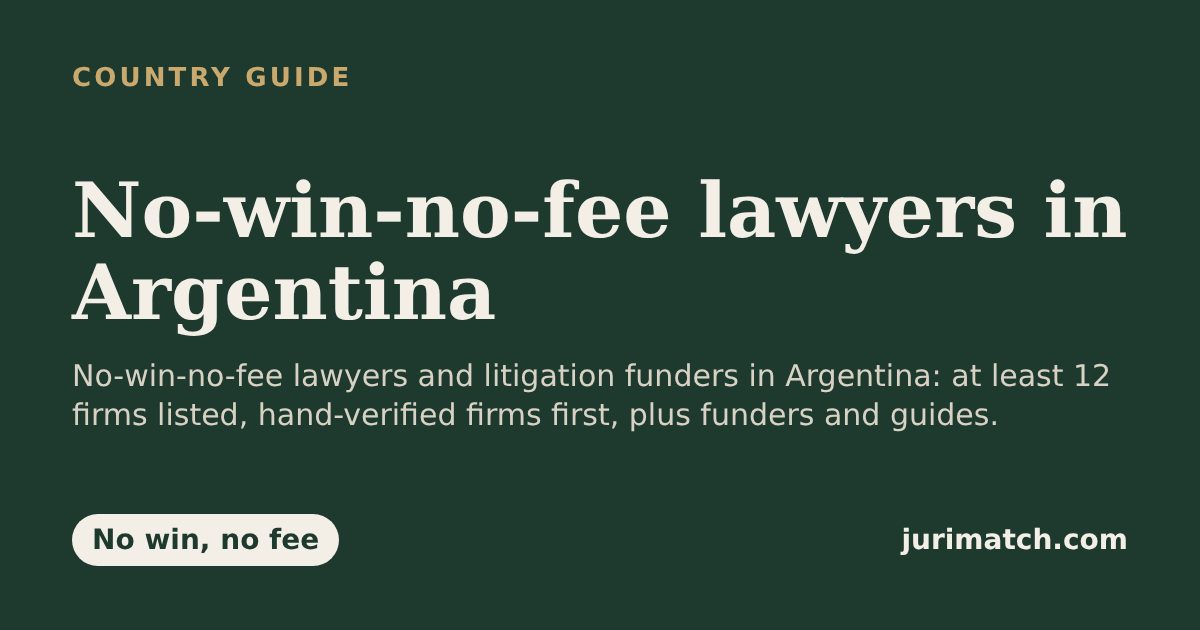 COUNTRY GUIDE
No-win-no-fee lawyers in
Argentina
No-win-no-fee lawyers and litigation funders in Argentina: at least 12
firms listed, hand-verified firms first, plus funders and guides.
No win, no fee
jurimatch.com